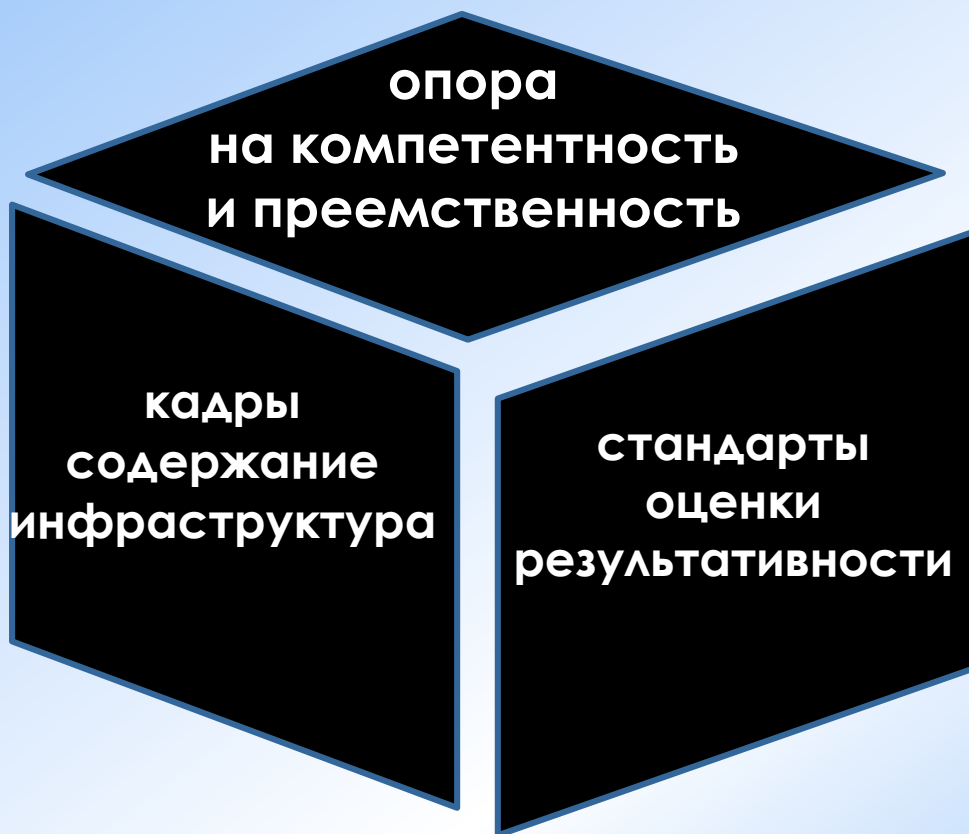 опора
на компетентность
и преемственность
кадры
содержание
инфраструктура
стандарты
оценки
результативности